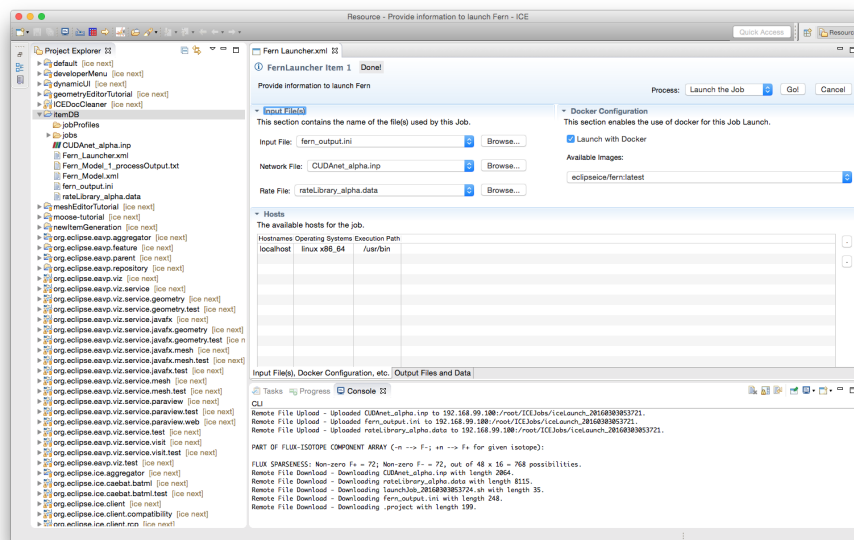 Resource - Provide information to launch Fern - ICE
Quick Access
Resource
Project Explorer
default [ice next]
developerMenu [ice next]
dynamicUI [ice next]
geometryEditorTutorial [ice next]
ICEDocCleaner [ice next]
itemDB
jobProfiles
jobs
CUDAnet_alpha.inp
Fern_Launcher.xml
Fern_Model_1_processOutput.txt
Fern_Model.xml
fern_output.ini
rateLibrary_alpha.data
meshEditorTutorial [ice next]
moose-tutorial [ice next]
newItemGeneration [ice next]
org.eclipse.eavp.aggregator [ice next]
org.eclipse.eavp.feature [ice next]
org.eclipse.eavp.parent [ice next]
org.eclipse.eavp.repository [ice next]
org.eclipse.eavp.viz [ice next]
org.eclipse.eavp.viz.service [ice next]
org.eclipse.eavp.viz.service.geometry [ice next]
org.eclipse.eavp.viz.service.geometry.test [ice next]
org.eclipse.eavp.viz.service.javafx [ice next]
org.eclipse.eavp.viz.service.javafx.geometry [ice next]
org.eclipse.eavp.viz.service.javafx.geometry.test [ice n
org.eclipse.eavp.viz.service.javafx.mesh [ice next]
org.eclipse.eavp.viz.service.javafx.mesh.test [ice next]
org.eclipse.eavp.viz.service.javafx.test [ice next]
org.eclipse.eavp.viz.service.mesh [ice next]
org.eclipse.eavp.viz.service.mesh.test [ice next]
org.eclipse.eavp.viz.service.paraview [ice next]
org.eclipse.eavp.viz.service.paraview.test [ice next]
org.eclipse.eavp.viz.service.paraview.web [ice next]
org.eclipse.eavp.viz.service.test [ice next]
org.eclipse.eavp.viz.service.visit [ice next]
org.eclipse.eavp.viz.service.visit.test [ice next]
org.eclipse.eavp.viz.test [ice next]
org.eclipse.ice.aggregator [ice next]
org.eclipse.ice.caebat.batml [ice next]
org.eclipse.ice.caebat.batml.test [ice next]
org.eclipse.ice.client [ice next]
org.eclipse.ice.client.compatibility [ice next]
org.eclipse.ice.client.rcp [ice next]
Fern Launcher.xml
FernLauncher Item 1 Done!
Provide information to launch Fern
Process: Launch the Job Go! Cancel
Input File(s)
This section contains the name of the file(s) used by this Job.
Input File: fern_output.ini Browse...
Network File: CUDAnet_alpha.inp Browse...
Rate File: rateLibrary_alpha.data Browse...
Docker Configuration
This section enables the use of docker for this Job Launch.
Launch with Docker
Available Images:
eclipseice/fern:latest
Hosts
The available hosts for the job.
Hostnames Operating Systems Execution Path
localhost linux x86_64 /usr/bin
Input File(s), Docker Configuration, etc. Output Files and Data
Tasks Progress Console
CLI
Remote File Upload - Uploaded CUDAnet_alpha.inp to 192.168.99.100:/root/ICEJobs/iceLaunch_20160303053721.
Remote File Upload - Uploaded fern_output.ini to 192.168.99.100:/root/ICEJobs/iceLaunch_20160303053721.
Remote File Upload - Uploaded rateLibrary_alpha.data to 192.168.99.100:/root/ICEJobs/iceLaunch_20160303053721.
PART OF FLUX-ISOTOPE COMPONENT ARRAY (-n --> F-; +n --> F+ for given isotope):
FLUX SPARSENESS: Non-zero F+ = 72; Non-zero F- = 72, out of 48 x 16 = 768 possibilities.
Remote File Download - Downloading CUDAnet_alpha.inp with length 2064.
Remote File Download - Downloading rateLibrary_alpha.data with length 8115.
Remote File Download - Downloading launchJob_20160303053724.sh with length 35.
Remote File Download - Downloading fern_output.ini with length 248.
Remote File Download - Downloading .project with length 199.